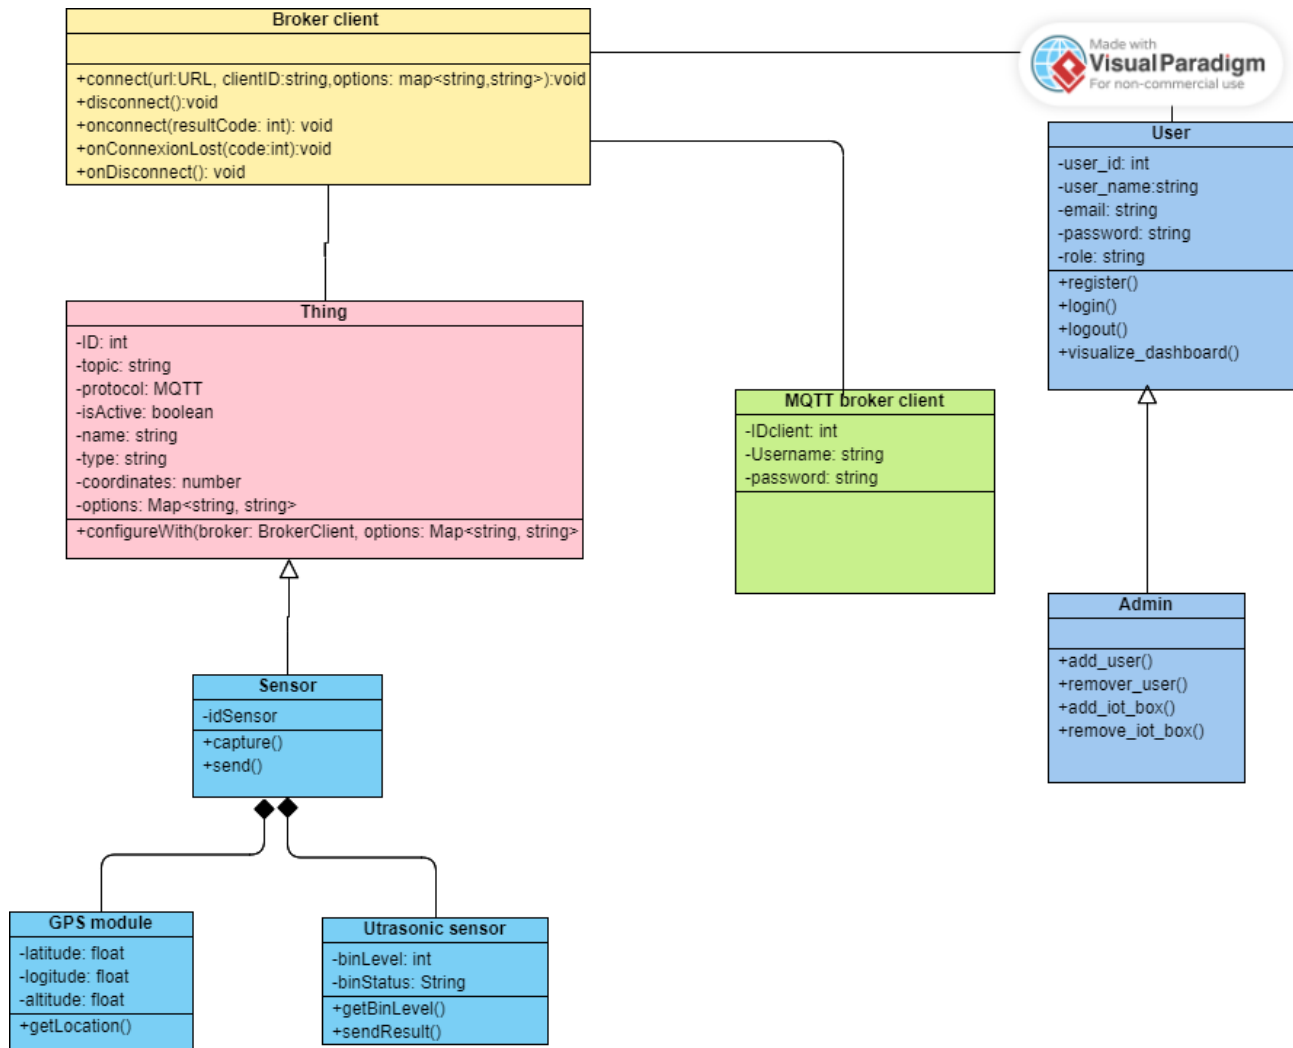 Broker client
+connect(url:URL, clientID:string,options: map<string,string>):void
+disconnect():void
+onconnect(resultCode: int): void
+onConnexionLost(code:int):void
+onDisconnect(): void
Made with
Visual Paradigm
For non-commercial use
User
-user_id: int
-user_name:string
-email: string
-password: string
-role: string
+register()
+login()
+logout()
+visualize_dashboard()
Thing
-ID: int
-topic: string
-protocol: MQTT
-isActive: boolean
-name: string
-type: string
-coordinates: number
-options: Map<string, string>
+configureWith(broker: BrokerClient, options: Map<string, string>
MQTT broker client
-IDclient: int
-Username: string
-password: string
Admin
+add_user()
+remover_user()
+add_iot_box()
+remove_iot_box()
Sensor
-idSensor
+capture()
+send()
GPS module
-latitude: float
-logitude: float
-altitude: float
+getLocation()
Utrasonic sensor
-binLevel: int
-binStatus: String
+getBinLevel()
+sendResult()